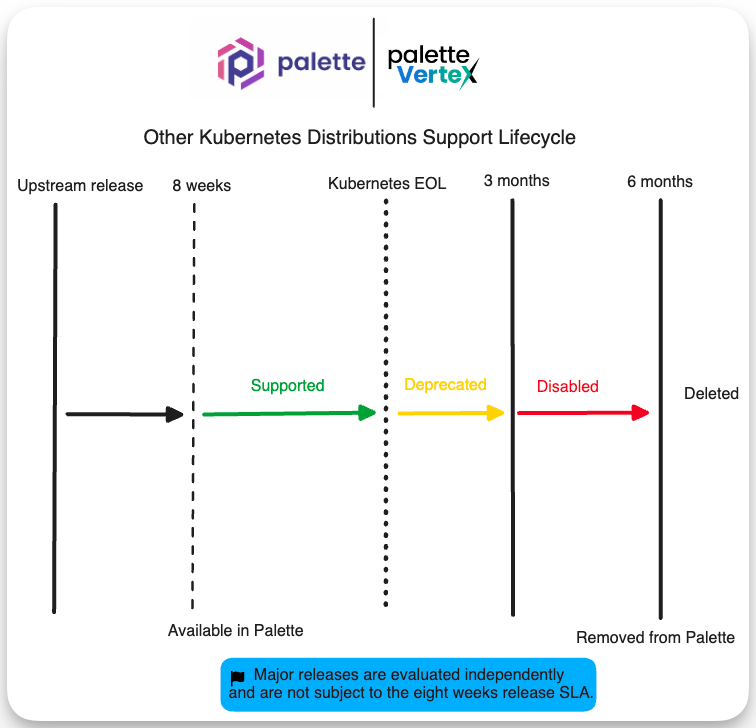 palette
palette
VerteX
Other Kubernetes Distributions Support Lifecycle
Upstream release
8 weeks
Kubernetes EOL
3 months
6 months
Supported
Deprecated
Disabled
Deleted
Available in Palette
Removed from Palette
Major releases are evaluated independently
and are not subject to the eight weeks release SLA.